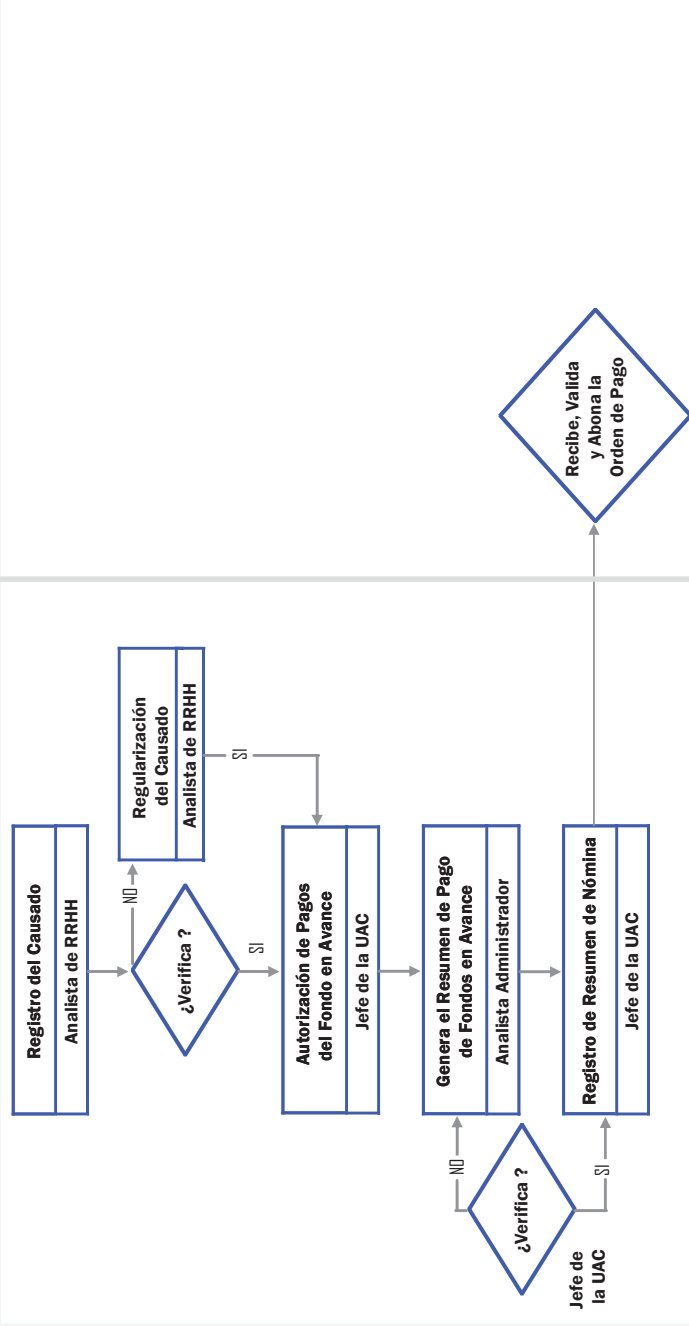 Registro del Causado
Analista de RRHH
¿Verifica ?
NO
Regularización
del Causado
Analista de RRHH
SI
SI
Autorización de Pagos
del Fondo en Avance
Jefe de la UAC
Genera el Resumen de Pago
de Fondos en Avance
Analista Administrador
¿Verifica ?
NO
SI
Jefe de
la UAC
Registro de Resumen de Nómina
Jefe de la UAC
Recibe, Valida
y Abona la
Orden de Pago